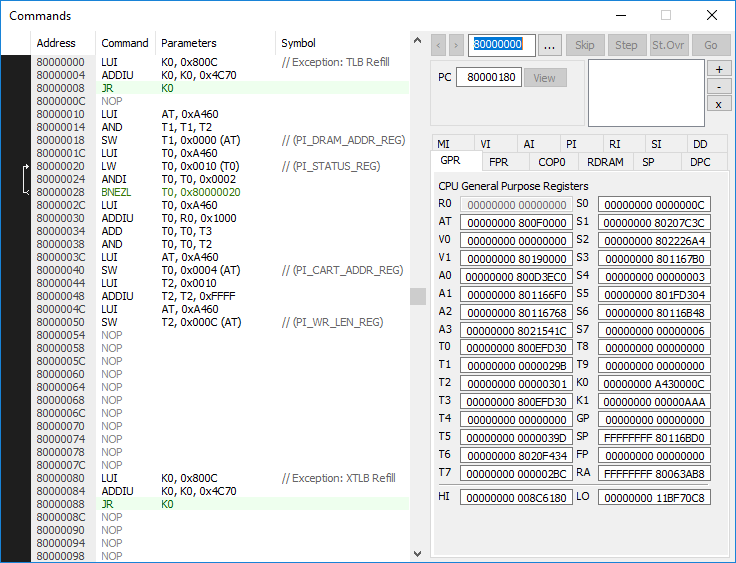 Commands
Address Command Parameters Symbol
80000000 LUI K0, 0x800C // Exception: TLB Refill
80000004 ADDIU K0, K0, 0x4C70
80000008 JR K0
8000000C NOP
80000010 LUI AT, 0xA460
80000014 AND T1, T1, T2
80000018 SW T1, 0x0000 (AT) // (PI_DRAM_ADDR_REG)
8000001C LUI T0, 0xA460
80000020 LW T0, 0x0010 (T0) // (PI_STATUS_REG)
80000024 ANDI T0, T0, 0x0002
80000028 BNEZL T0, 0x80000020
8000002C LUI T0, 0xA460
80000030 ADDIU T0, R0, 0x1000
80000034 ADD T0, T0, T3
80000038 AND T0, T0, T2
8000003C LUI AT, 0xA460
80000040 SW T0, 0x0004 (AT) // (PI_CART_ADDR_REG)
80000044 LUI T2, 0x0010
80000048 ADDIU T2, T2, 0xFFFF
8000004C LUI AT, 0xA460
80000050 SW T2, 0x000C (AT) // (PI_WR_LEN_REG)
80000054 NOP
80000058 NOP
8000005C NOP
80000060 NOP
80000064 NOP
80000068 NOP
8000006C NOP
80000070 NOP
80000074 NOP
80000078 NOP
8000007C NOP
80000080 LUI K0, 0x800C // Exception: XTLB Refill
80000084 ADDIU K0, K0, 0x4C70
80000088 JR K0
8000008C NOP
80000090 NOP
80000094 NOP
80000098 NOP
< > 80000000 ... Skip Step St.Ovr Go
PC 80000180 View
+
-
x
MI VI AI PI RI SI DD
GPR FPR COP0 RDRAM SP DPC
CPU General Purpose Registers
R0 00000000 00000000 S0 00000000 0000000C
AT 00000000 800F0000 S1 00000000 80207C3C
V0 00000000 00000000 S2 00000000 802226A4
V1 00000000 80190000 S3 00000000 801167B0
A0 00000000 800D3EC0 S4 00000000 00000003
A1 00000000 801166F0 S5 00000000 801FD304
A2 00000000 80116768 S6 00000000 80116B48
A3 00000000 8021541C S7 00000000 00000006
T0 00000000 800EFD30 T8 00000000 00000000
T1 00000000 0000029B T9 00000000 00000000
T2 00000000 00000301 K0 00000000 A430000C
T3 00000000 800EFD30 K1 00000000 00000AAA
T4 00000000 00000000 GP 00000000 00000000
T5 00000000 0000039D SP FFFFFFFF 80116BD0
T6 00000000 8020F434 FP 00000000 00000000
T7 00000000 000002BC RA FFFFFFFF 80063AB8
HI 00000000 008C6180 LO 00000000 11BF70C8